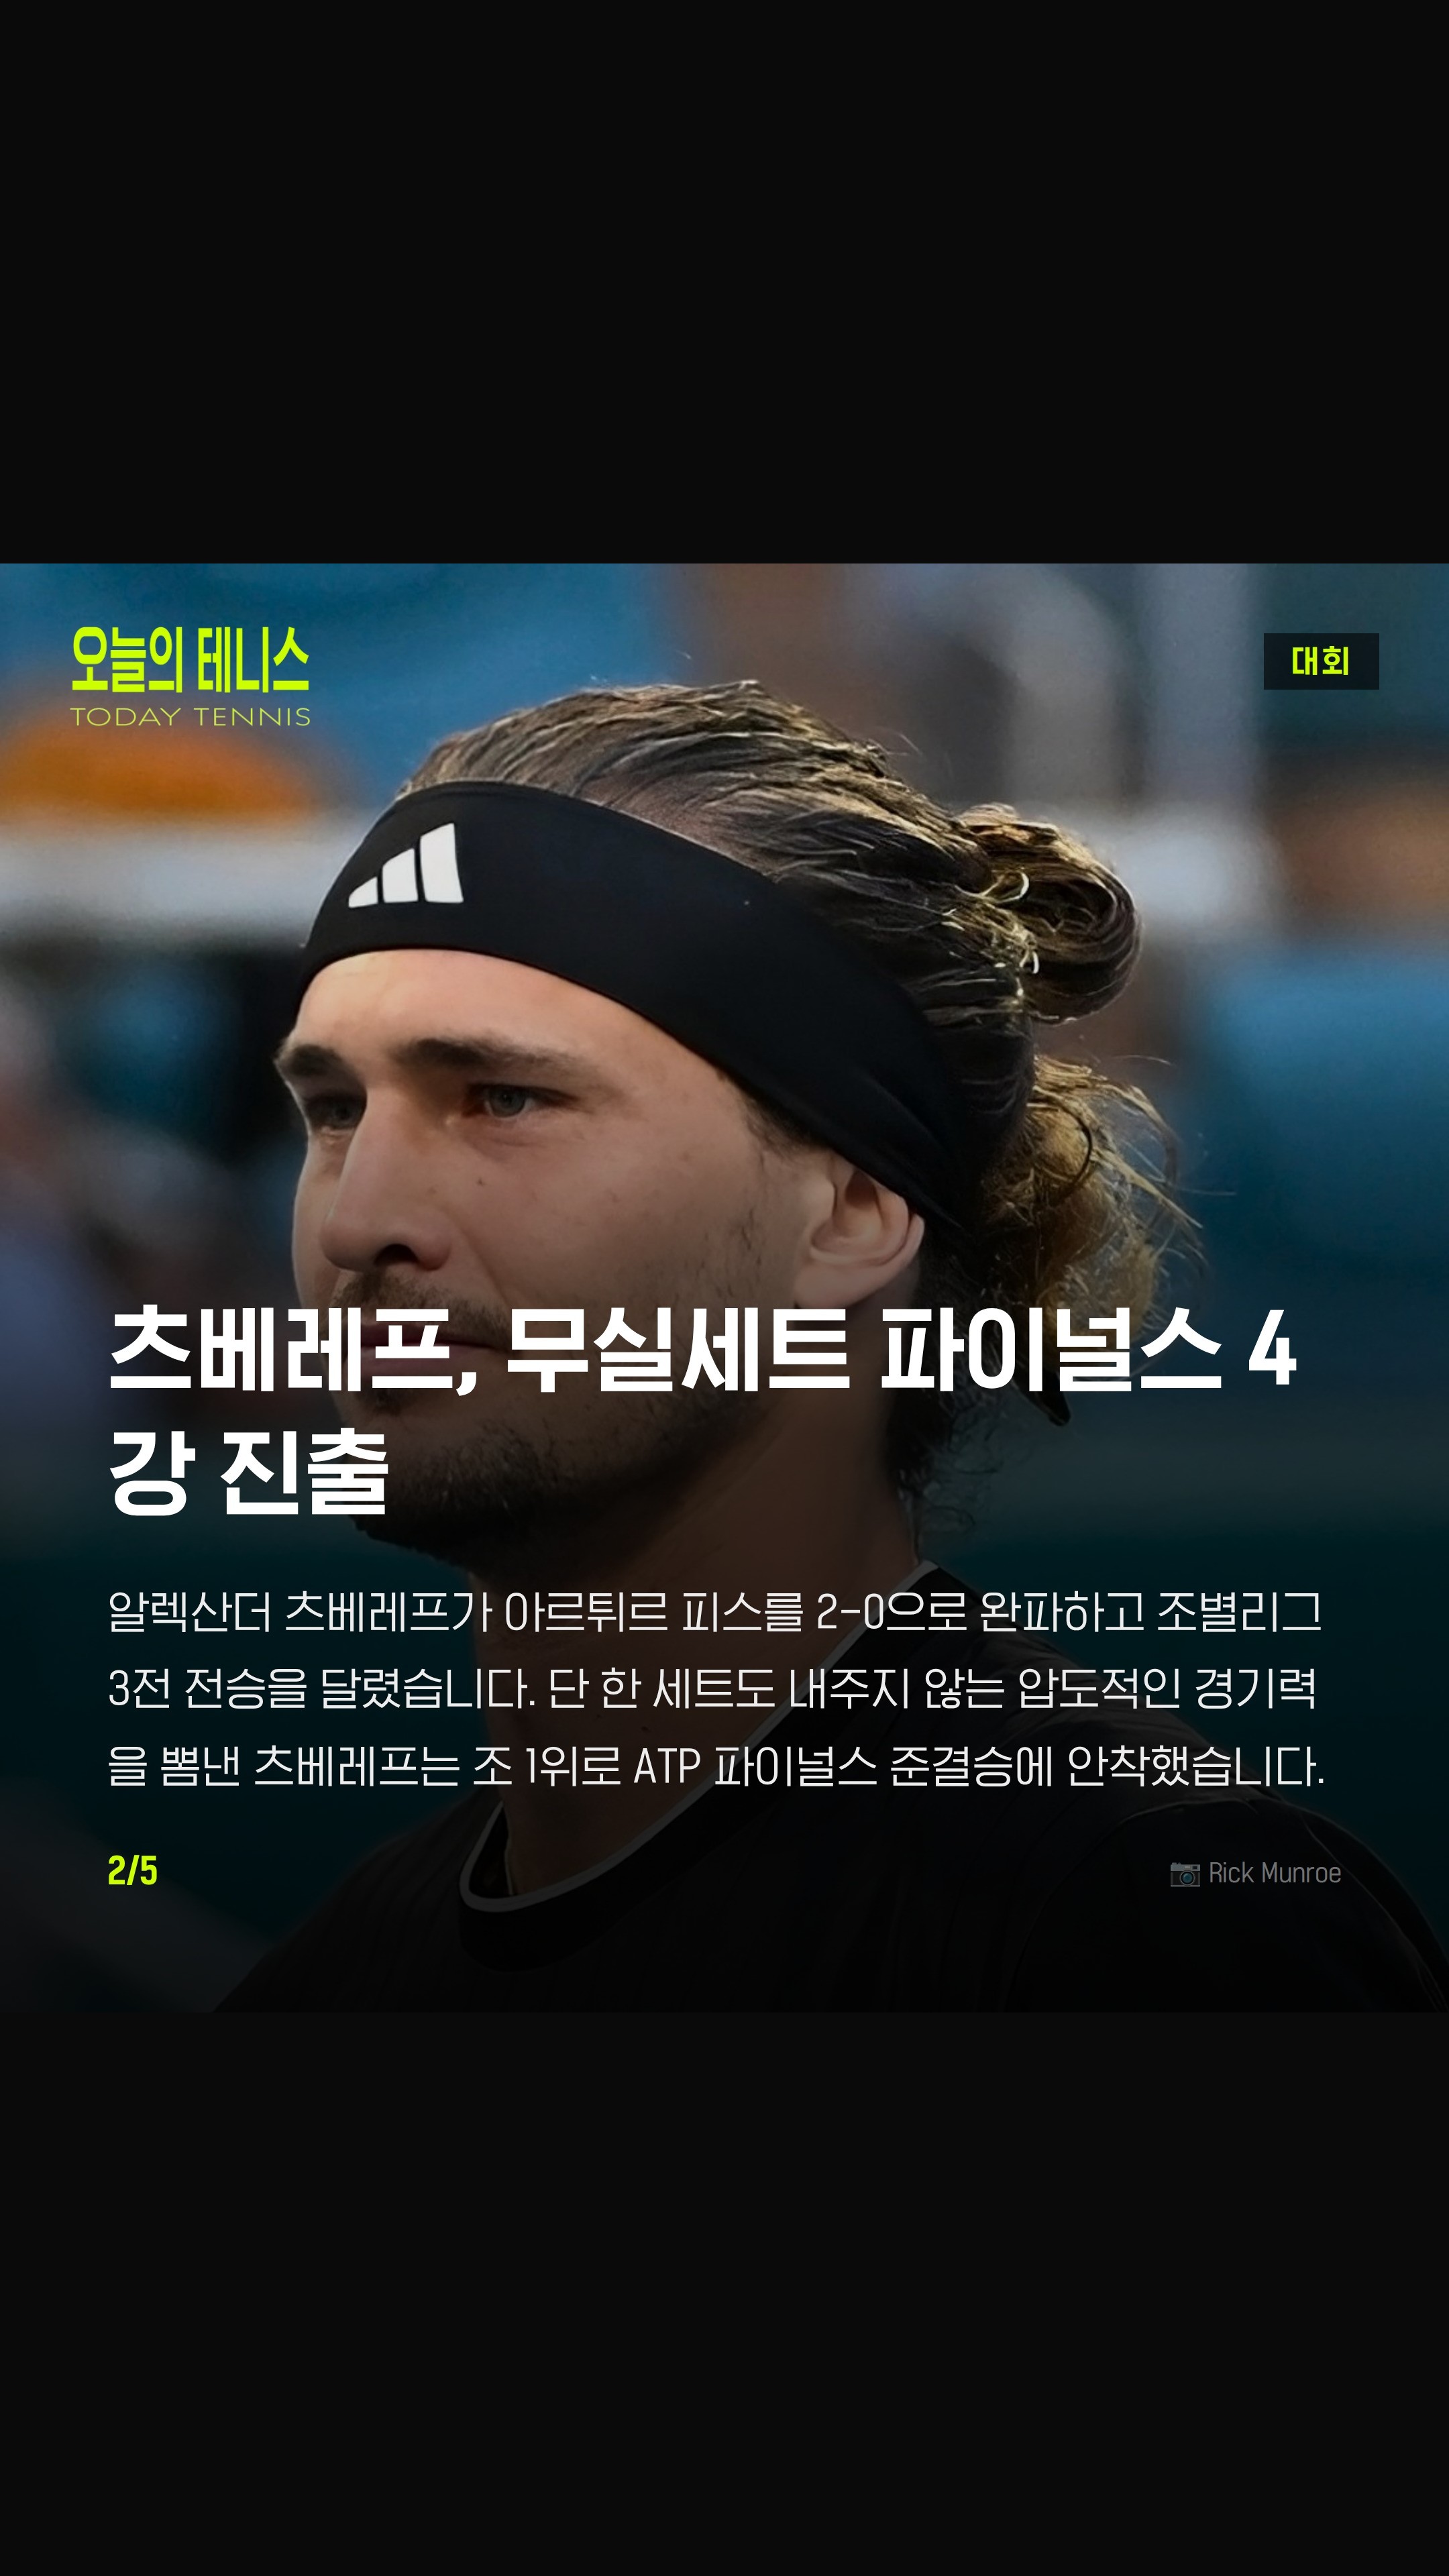 오늘의 테니스
TODAY TENNIS
대회
츠베레프, 무실세트 파이널스 4
강 진출
알렉산더 츠베레프가 아르튀르 피스를 2-0으로 완파하고 조별리그
3전 전승을 달렸습니다. 단 한 세트도 내주지 않는 압도적인 경기력
을 뽐낸 츠베레프는 조 1위로 ATP 파이널스 준결승에 안착했습니다.
2/5
📷 Rick Munroe